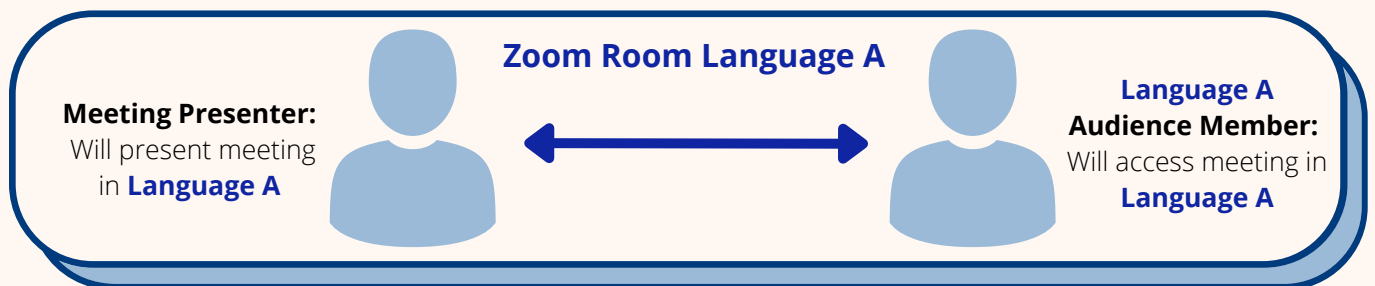 Zoom Room Language A
Meeting Presenter:
Will present meeting
in Language A
Language A
Audience Member:
Will access meeting in
Language A